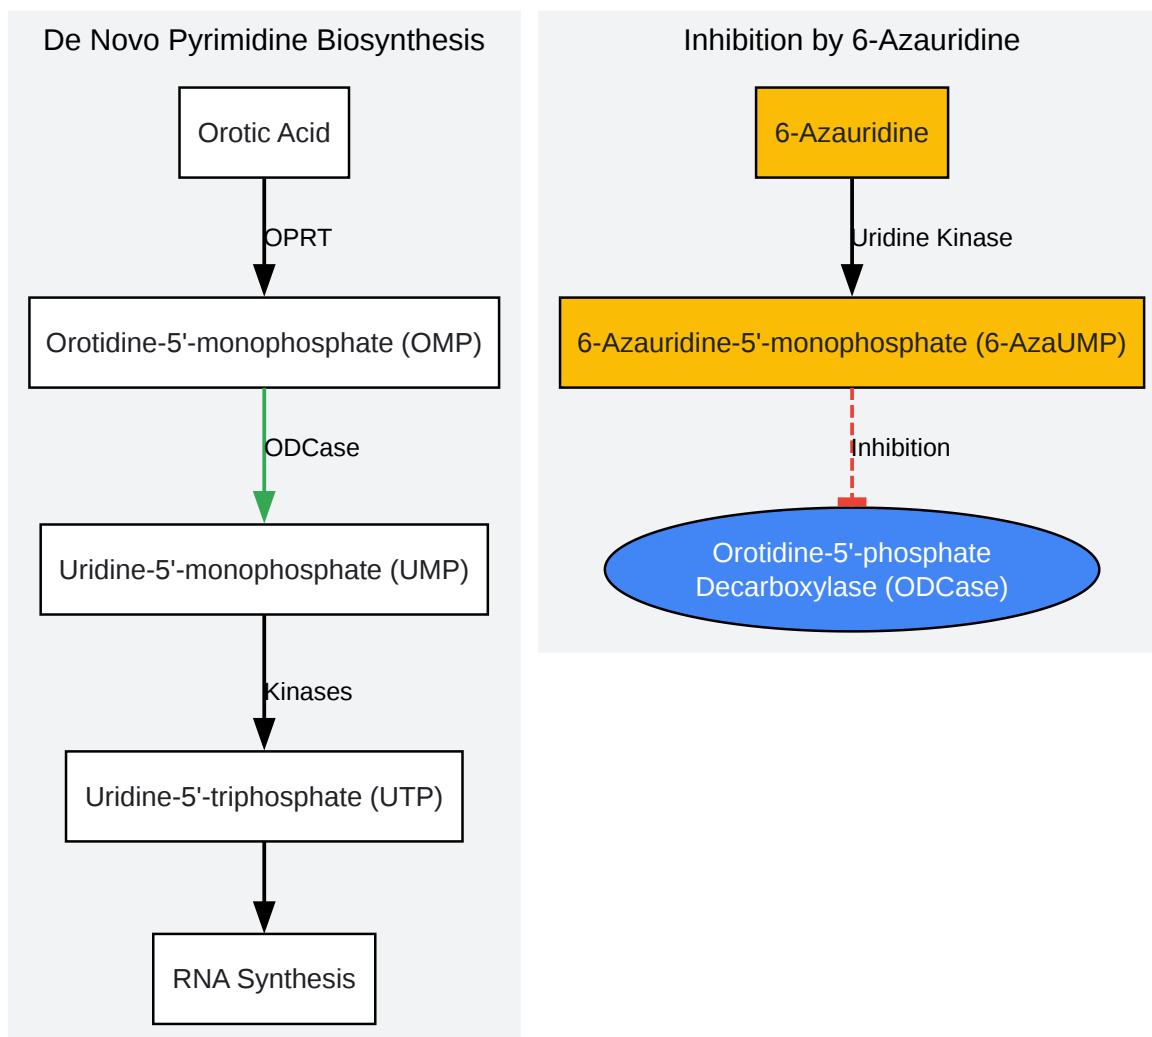 De Novo Pyrimidine Biosynthesis
Orotic Acid
OPRT
Orotidine-5'-monophosphate (OMP)
ODCase
Uridine-5'-monophosphate (UMP)
Kinases
Uridine-5'-triphosphate (UTP)
RNA Synthesis
Inhibition by 6-Azauridine
6-Azauridine
Uridine Kinase
6-Azauridine-5'-monophosphate (6-AzaUMP)
Inhibition
Orotidine-5'-phosphate
Decarboxylase (ODCase)